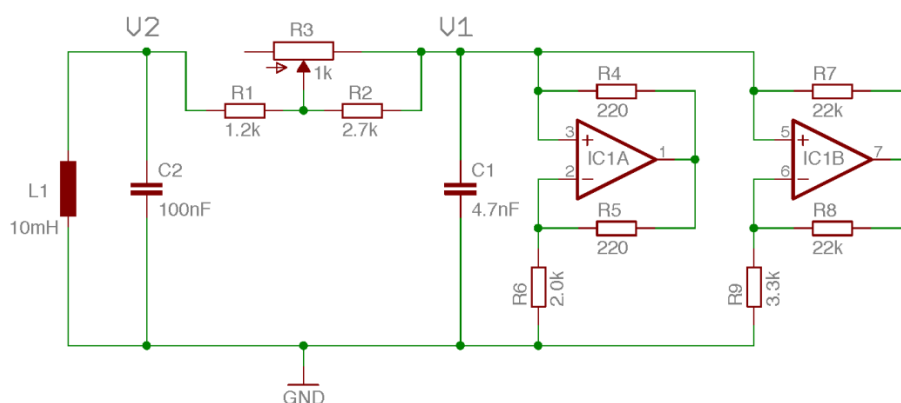 V2
R3
V1
1k
R1
1.2k
R2
2.7k
R4
220
R7
22k
3
+
IC1A
1
2
−
5
+
IC1B
7
6
−
C2
100nF
L1
10mH
C1
4.7nF
R5
220
R8
22k
R6
2.0k
R9
3.3k
GND